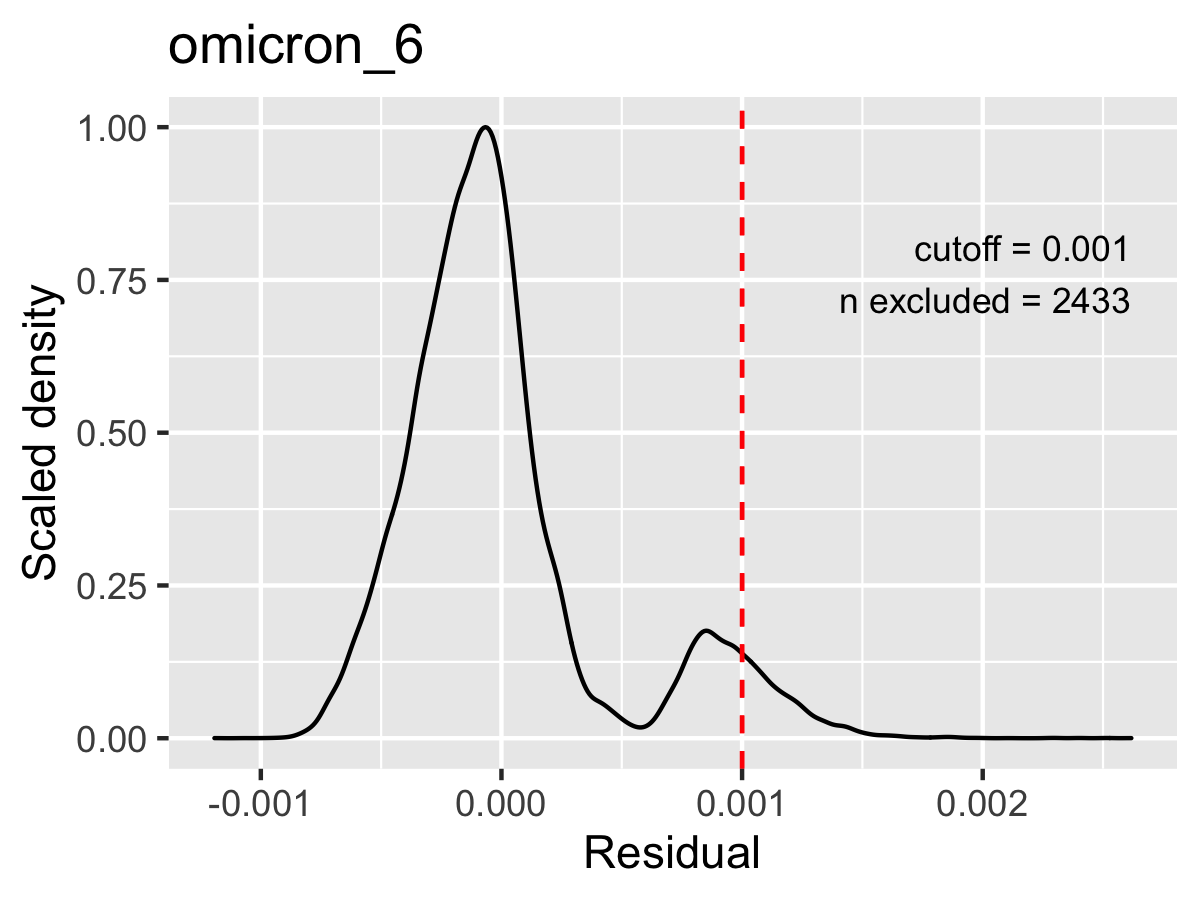 omicron_6
1.00
0.75
0.50
0.25
0.00
Scaled density
cutoff = 0.001
n excluded = 2433
-0.001
0.000
0.001
0.002
Residual